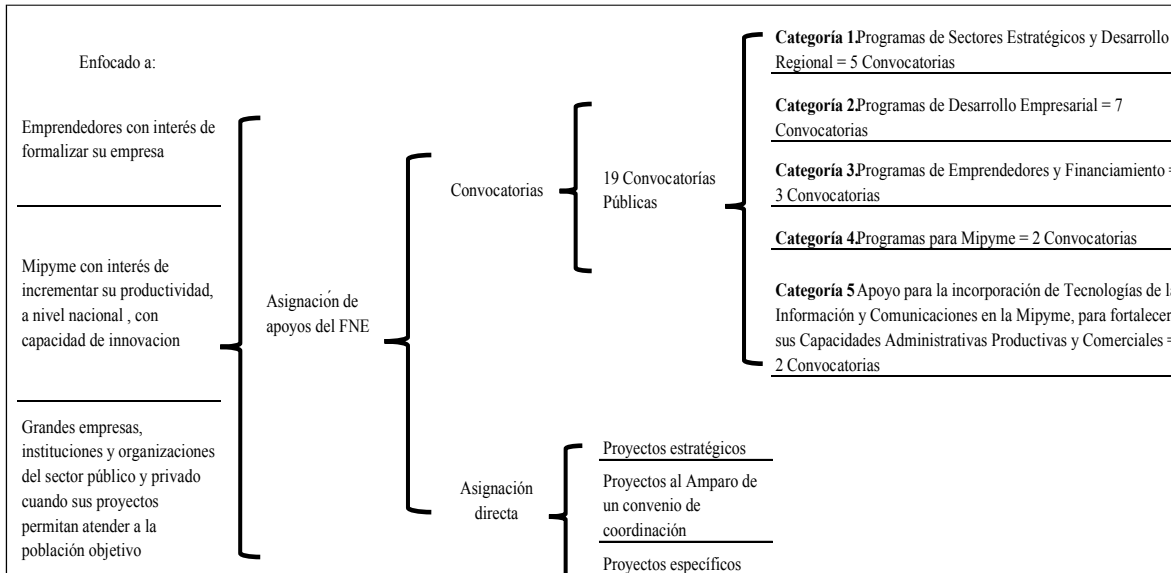 Enfocado a:
Emprendedores con interés de
formalizar su empresa
Mipyme con interés de
incrementar su productividad,
a nivel nacional , con
capacidad de innovacion
Grandes empresas,
instituciones y organizaciones
del sector público y privado
cuando sus proyectos
permitan atender a la
población objetivo
Asignación de
apoyos del FNE
Convocatorias
19 Convocatorías
Públicas
Categoría 1.Programas de Sectores Estratégicos y Desarrollo
Regional = 5 Convocatorias
Categoría 2.Programas de Desarrollo Empresarial = 7
Convocatorias
Categoría 3.Programas de Emprendedores y Financiamiento =
3 Convocatorias
Categoría 4.Programas para Mipyme = 2 Convocatorias
Categoría 5 Apoyo para la incorporación de Tecnologías de la
Información y Comunicaciones en la Mipyme, para fortalecer
sus Capacidades Administrativas Productivas y Comerciales =
2 Convocatorias
Asignación
directa
Proyectos estratégicos
Proyectos al Amparo de
un convenio de
coordinación
Proyectos específicos